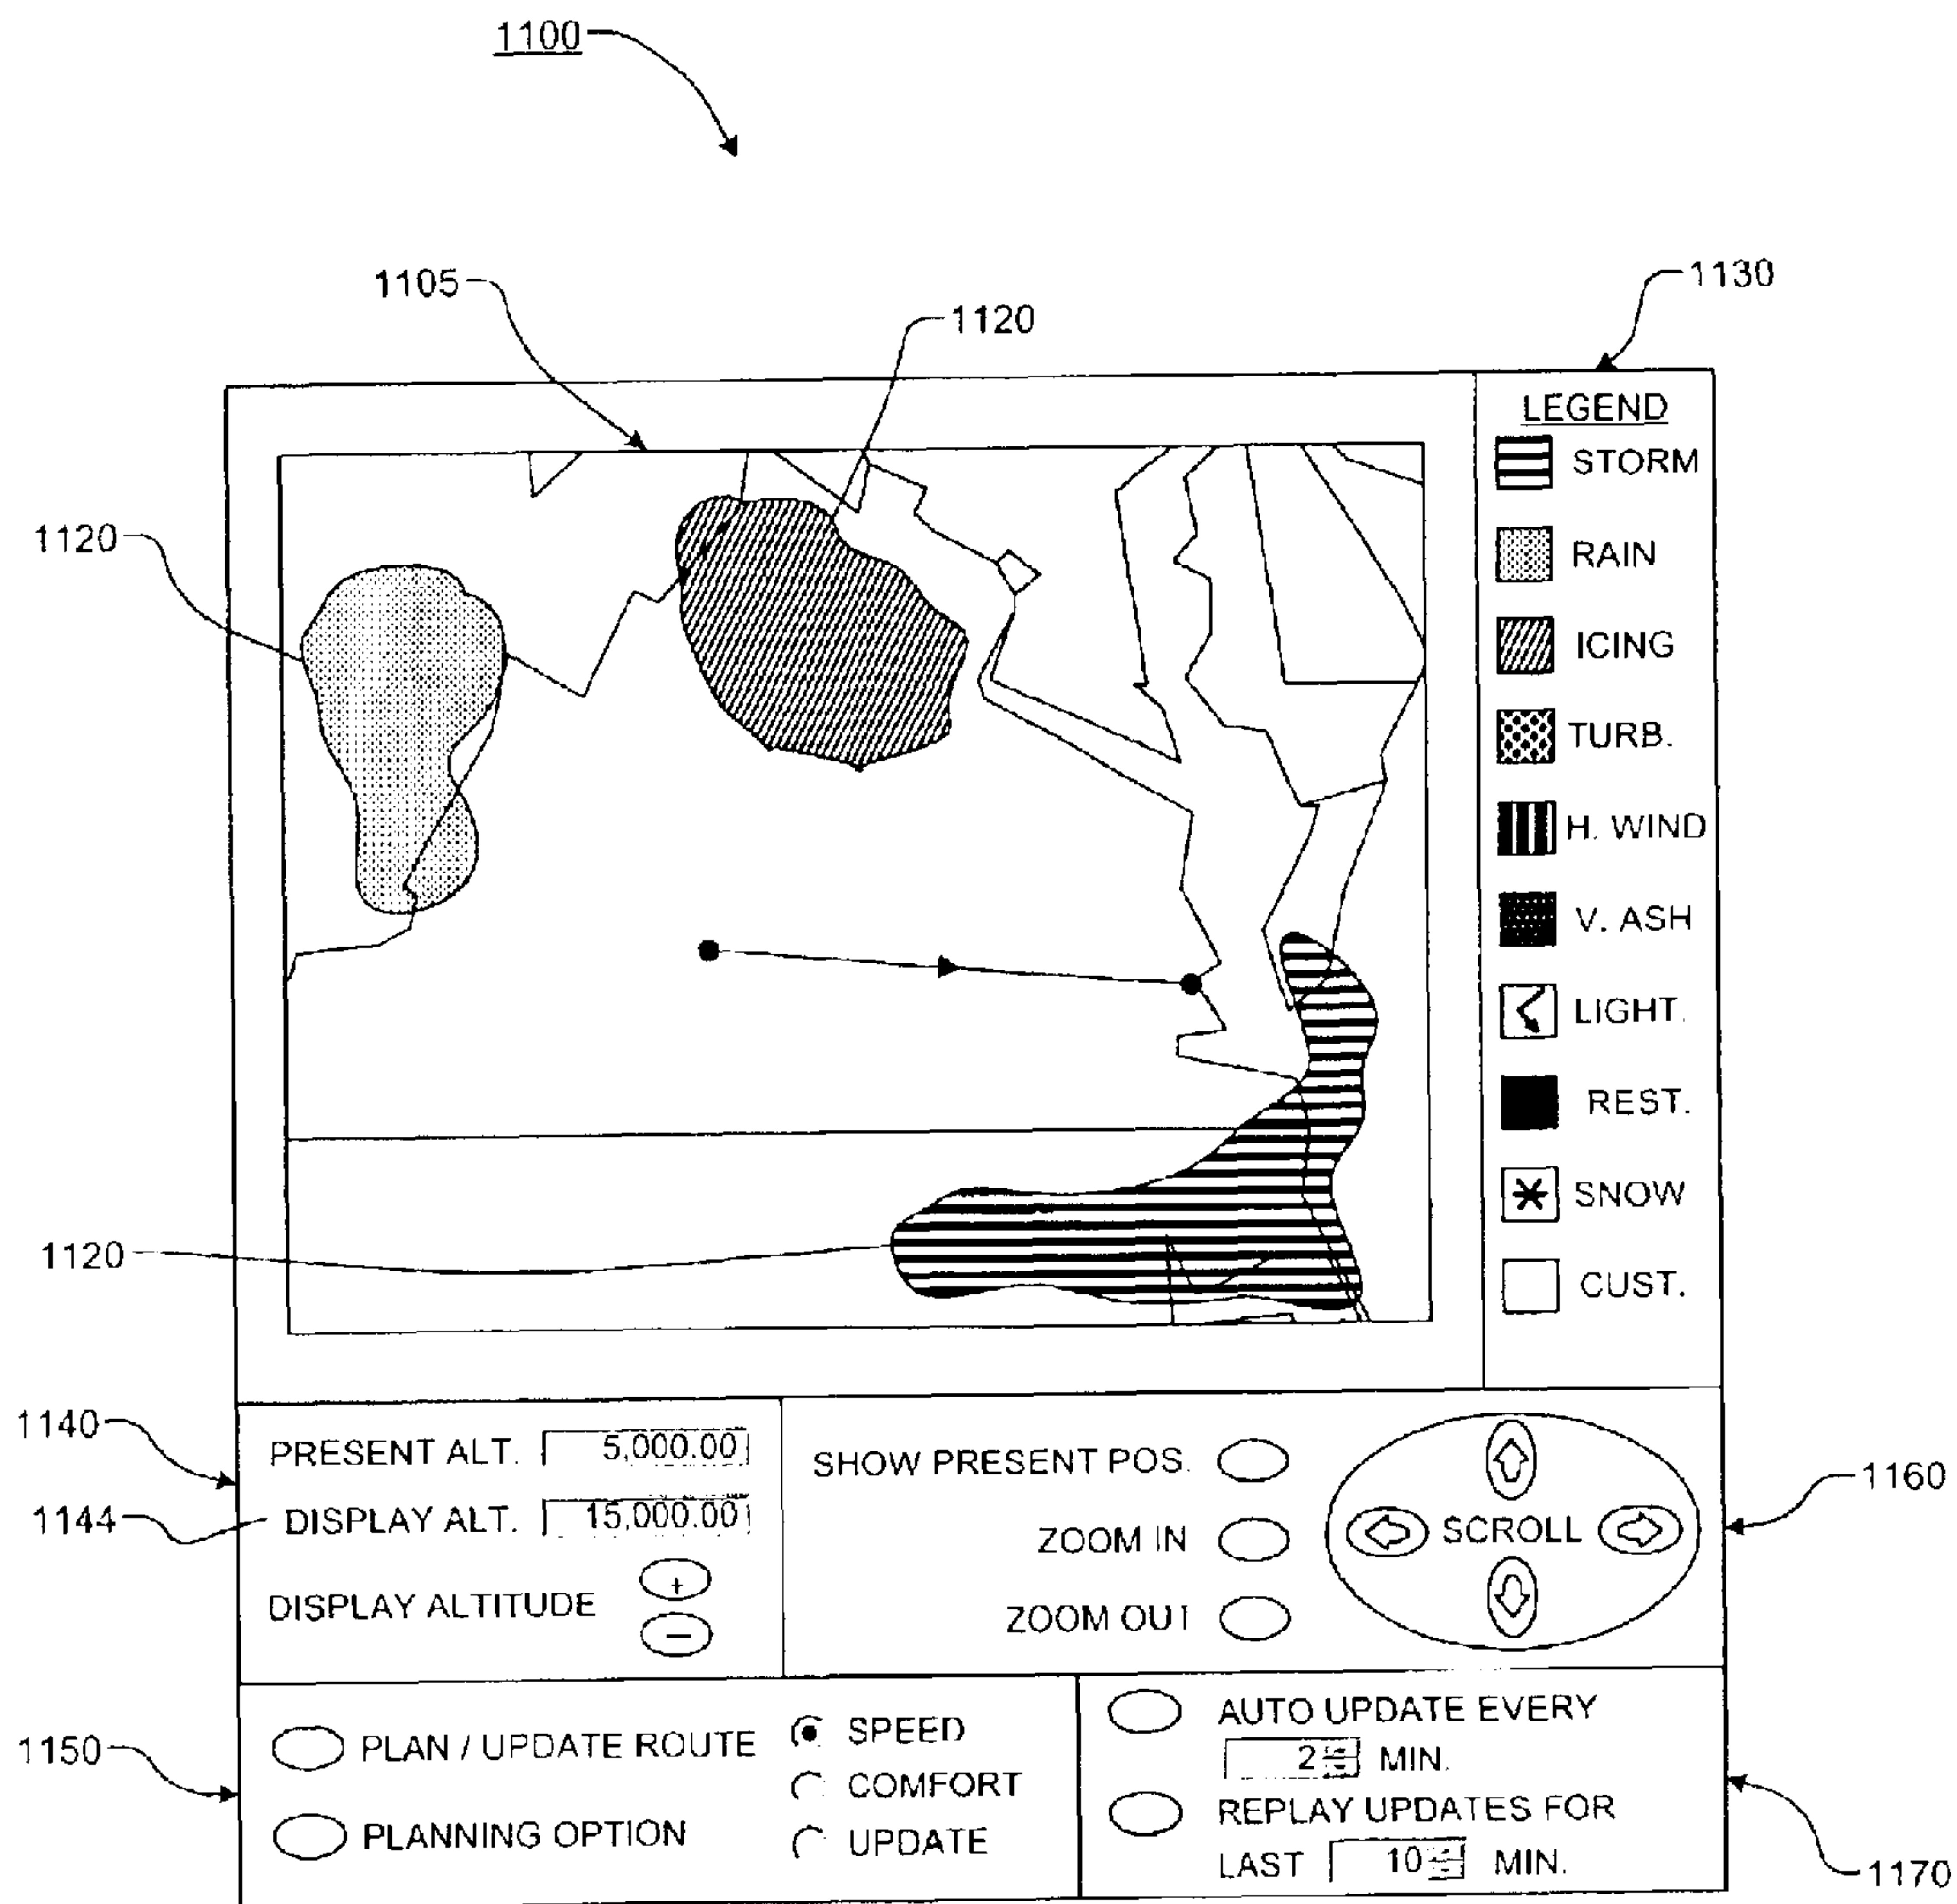 1100
1105
1120
1130
1120
LEGEND
STORM
RAIN
ICING
TURB.
H. WIND
V. ASH
LIGHT.
REST.
SNOW
CUST.
1120
1140
PRESENT ALT. 5,000.00
1144
DISPLAY ALT. 15,000.00
DISPLAY ALTITUDE + −
SHOW PRESENT POS.
ZOOM IN
ZOOM OUT
SCROLL
1160
1150
PLAN / UPDATE ROUTE
PLANNING OPTION
SPEED
COMFORT
UPDATE
AUTO UPDATE EVERY
2 MIN.
REPLAY UPDATES FOR
LAST 10 MIN.
1170